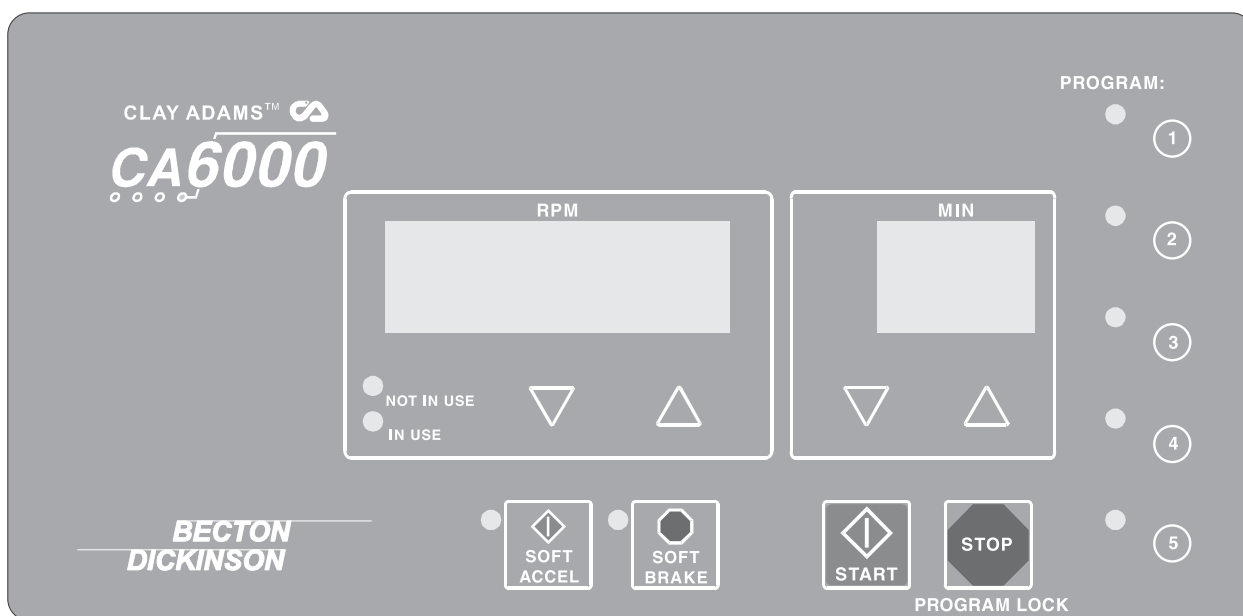 PROGRAM:
CLAY ADAMS™
CA6000
1
RPM
MIN
2
3
NOT IN USE
IN USE
4
BECTON
DICKINSON
SOFT
ACCEL
SOFT
BRAKE
START
STOP
5
PROGRAM LOCK